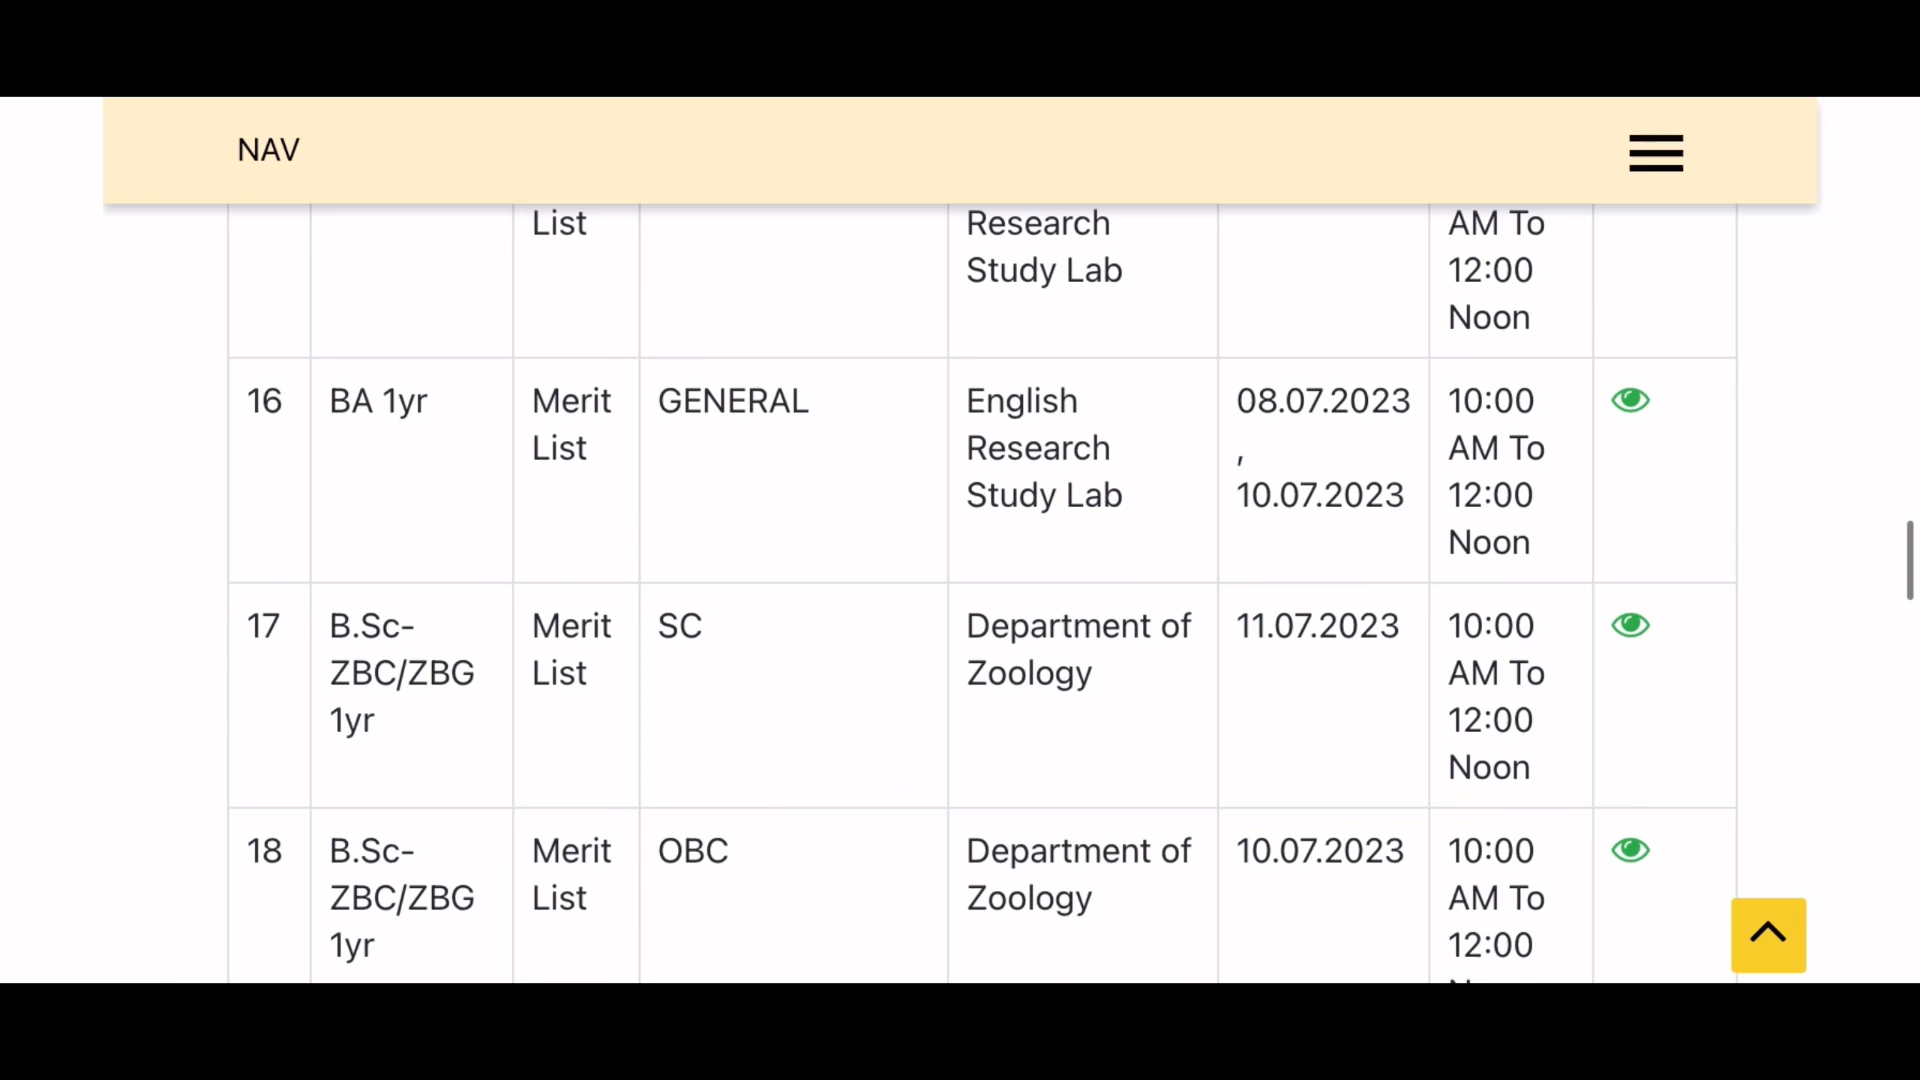 NAV
List
Research
Study Lab
AM To
12:00
Noon
16
BA 1yr
Merit
List
GENERAL
English
Research
Study Lab
08.07.2023
,
10.07.2023
10:00
AM To
12:00
Noon
17
B.Sc-
ZBC/ZBG
1yr
Merit
List
SC
Department of
Zoology
11.07.2023
10:00
AM To
12:00
Noon
18
B.Sc-
ZBC/ZBG
1yr
Merit
List
OBC
Department of
Zoology
10.07.2023
10:00
AM To
12:00